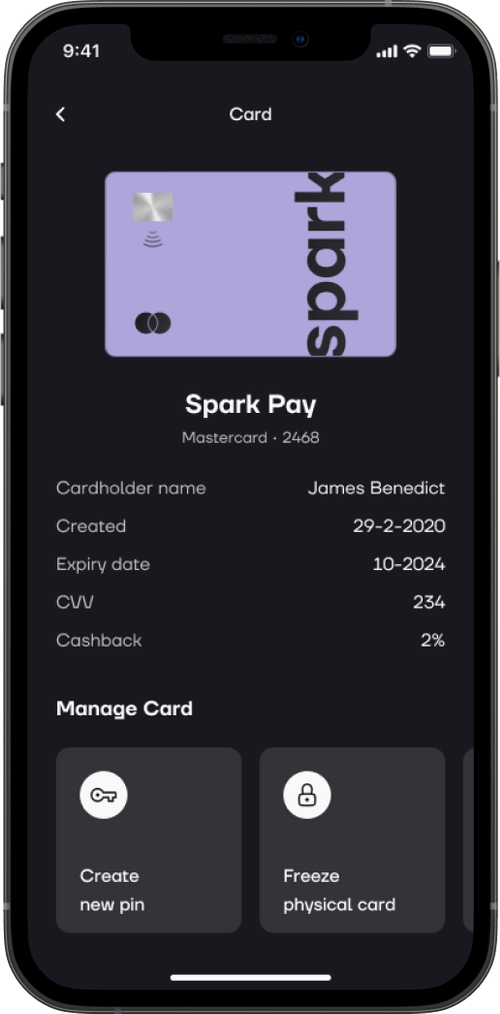 9:41
Card
spark
Spark Pay
Mastercard · 2468
Cardholder name James Benedict
Created 29-2-2020
Expiry date 10-2024
CVV 234
Cashback 2%
Manage Card
Create
new pin
Freeze
physical card